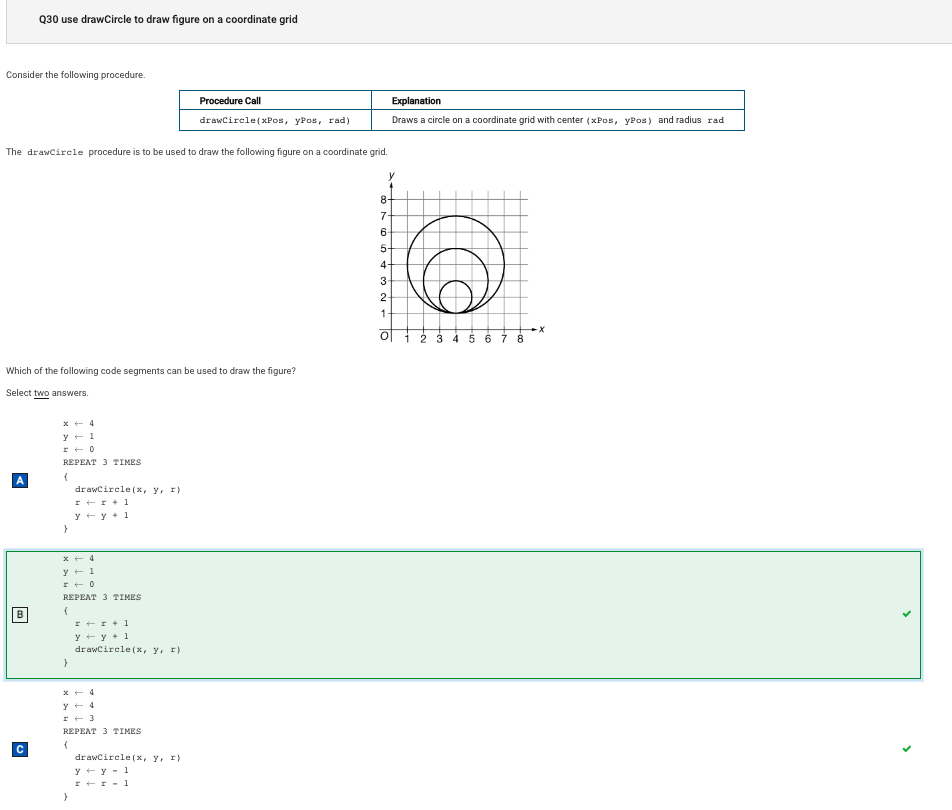 Q30 use drawCircle to draw figure on a coordinate grid
Consider the following procedure.
Procedure Call Explanation
drawCircle(xPos, yPos, rad) Draws a circle on a coordinate grid with center (xPos, yPos) and radius rad
The drawCircle procedure is to be used to draw the following figure on a coordinate grid.
y
8
7
6
5
4
3
2
1
O 1 2 3 4 5 6 7 8 x
Which of the following code segments can be used to draw the figure?
Select two answers.
A
x ← 4
y ← 1
r ← 0
REPEAT 3 TIMES
{
drawCircle(x, y, r)
r ← r + 1
y ← y + 1
}
B
x ← 4
y ← 1
r ← 0
REPEAT 3 TIMES
{
r ← r + 1
y ← y + 1
drawCircle(x, y, r)
}
C
x ← 4
y ← 4
r ← 3
REPEAT 3 TIMES
{
drawCircle(x, y, r)
y ← y - 1
r ← r - 1
}